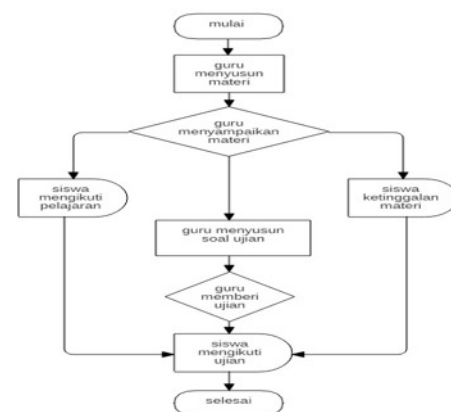 mulai
guru
menyusun
materi
guru
menyampaikan
materi
siswa
mengikuti
pelajaran
siswa
ketinggalan
materi
guru menyusun
soal ujian
guru
memberi
ujian
siswa
mengikuti
ujian
selesai